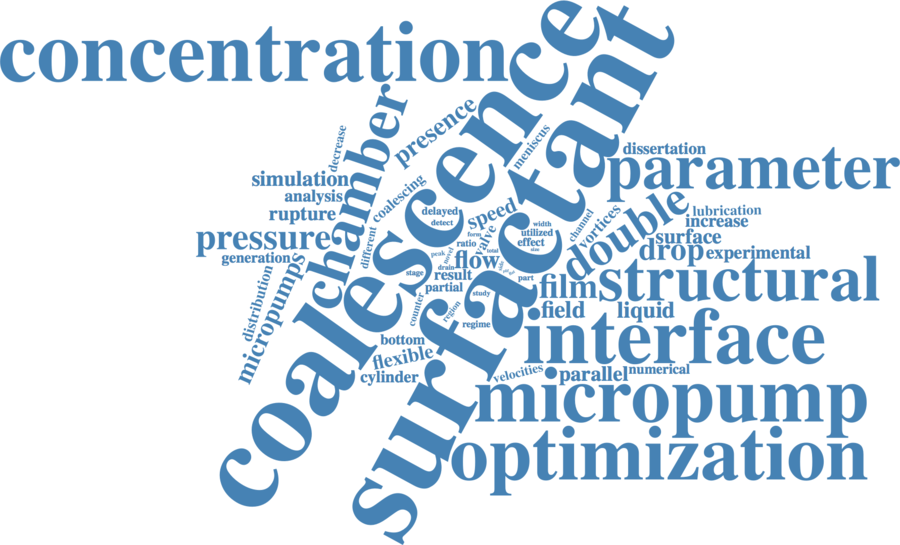 concentration
coalescence
surfactant
chamber
presence
decrease
meniscus
dissertation
parameter
simulation
analysis
coalescing
rupture
pressure
generation
different
delayed
detect
speed
width
utilized
form
valve
effect
ratio
total
channel
vortices
double
lubrication
increase
surface
drop
experimental
peak
novel
flow
size
distribution
micropumps
stage
drain
result
part
partial
film
structural
study
counter
region
regime
field
liquid
bottom
interface
flexible
cylinder
velocities
parallel
numerical
micropump
optimization